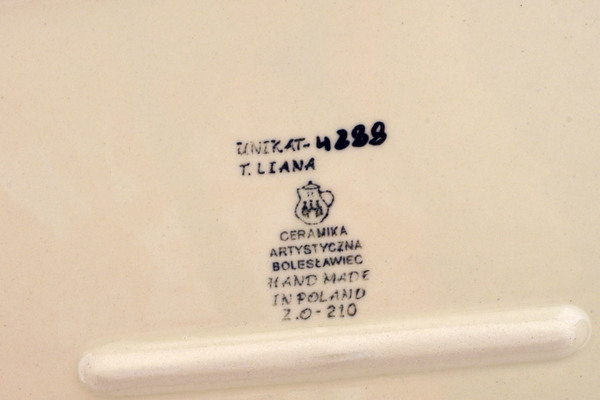 UNIKAT-4288
T. LIANA
CERAMIKA
ARTYSTYCZNA
BOLESŁAWIEC
HAND MADE
IN POLAND
Z.O-210